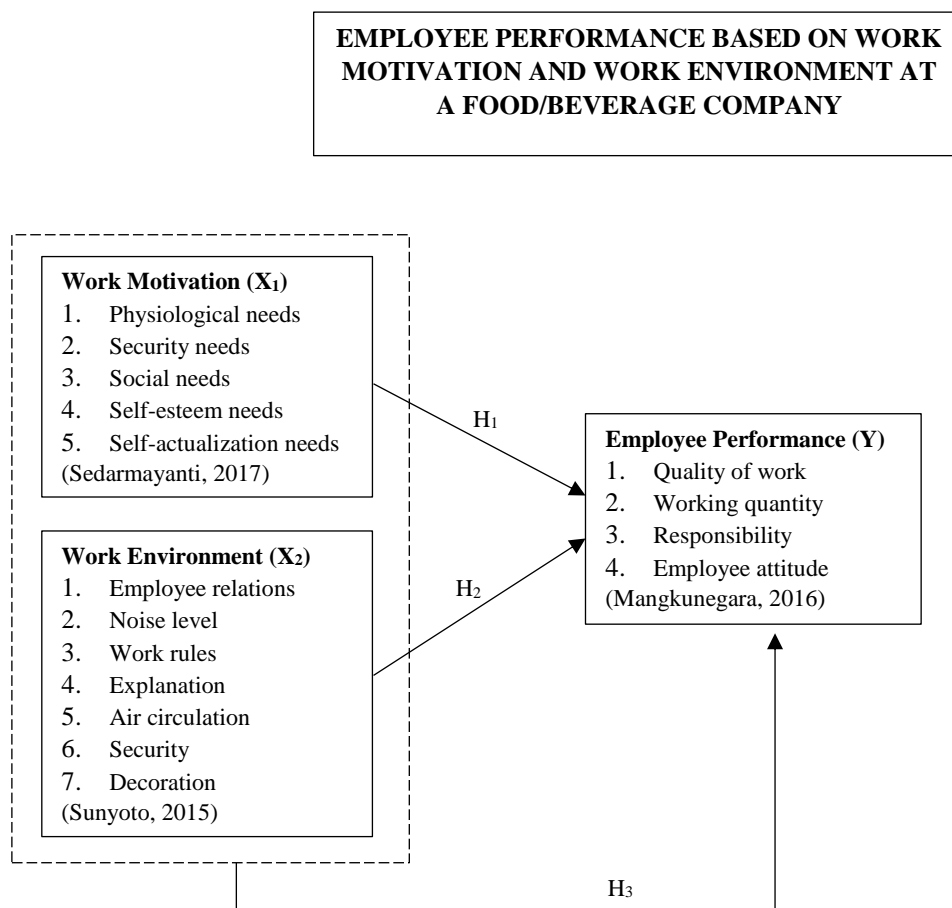 EMPLOYEE PERFORMANCE BASED ON WORK
MOTIVATION AND WORK ENVIRONMENT AT
A FOOD/BEVERAGE COMPANY
Work Motivation (X₁)
1. Physiological needs
2. Security needs
3. Social needs
4. Self-esteem needs
5. Self-actualization needs
(Sedarmayanti, 2017)
H₁
Employee Performance (Y)
1. Quality of work
2. Working quantity
3. Responsibility
4. Employee attitude
(Mangkunegara, 2016)
Work Environment (X₂)
1. Employee relations
2. Noise level
3. Work rules
4. Explanation
5. Air circulation
6. Security
7. Decoration
(Sunyoto, 2015)
H₂
H₃